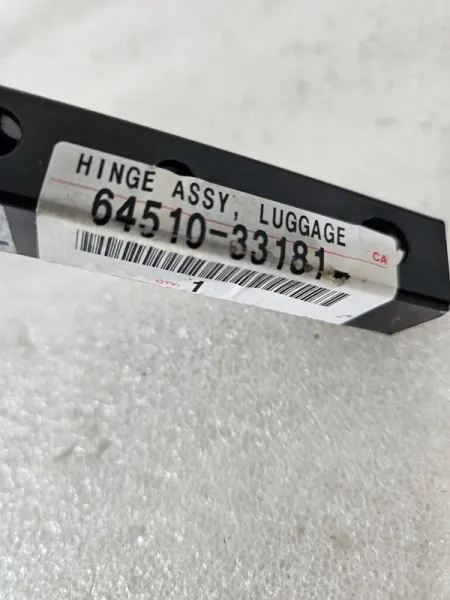 HINGE ASSY, LUGGAGE
64510-33181
CA
QTY. 1